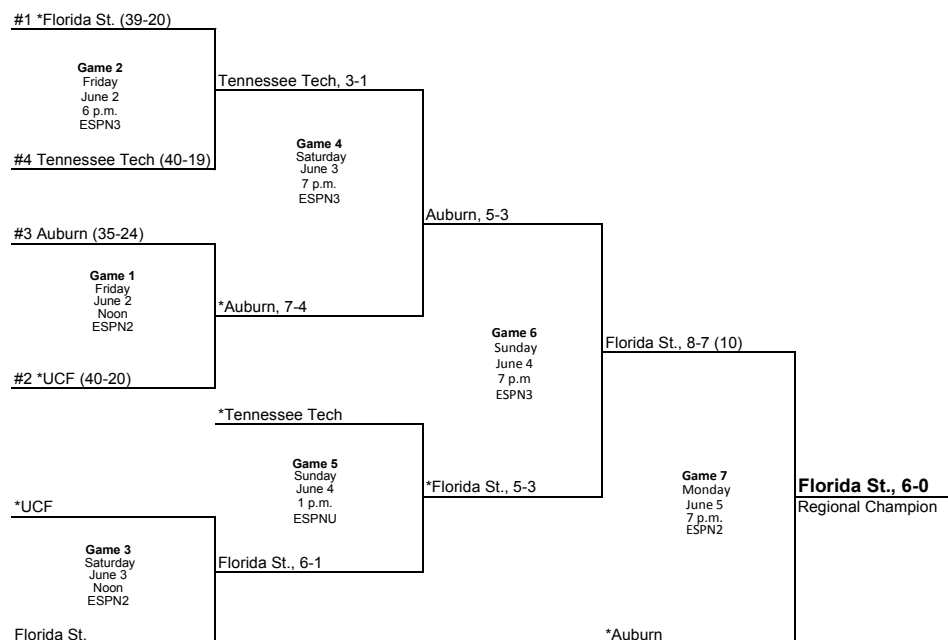 #1 *Florida St. (39-20)
Game 2
Friday
June 2
6 p.m.
ESPN3
Tennessee Tech, 3-1
#4 Tennessee Tech (40-19)
Game 4
Saturday
June 3
7 p.m.
ESPN3
Auburn, 5-3
#3 Auburn (35-24)
Game 1
Friday
June 2
Noon
ESPN2
*Auburn, 7-4
#2 *UCF (40-20)
Game 6
Sunday
June 4
7 p.m
ESPN3
Florida St., 8-7 (10)
*Tennessee Tech
Game 5
Sunday
June 4
1 p.m.
ESPNU
*Florida St., 5-3
*UCF
Game 3
Saturday
June 3
Noon
ESPN2
Florida St., 6-1
Florida St.
Game 7
Monday
June 5
7 p.m.
ESPN2
Florida St., 6-0
Regional Champion
*Auburn